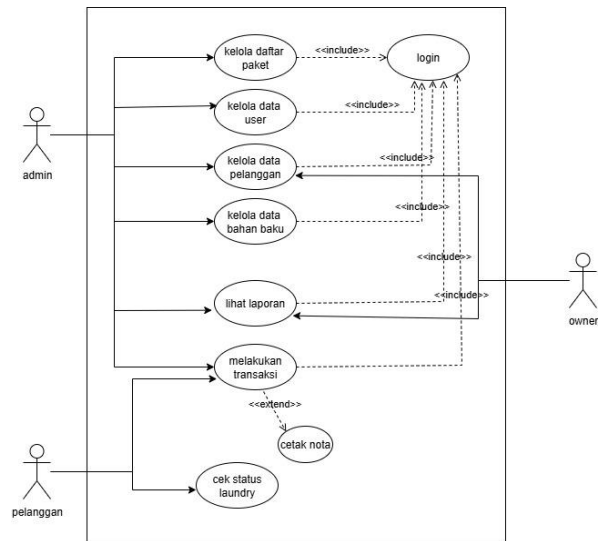 kelola daftar
paket
<<include>>
login
kelola data
user
<<include>>
admin
kelola data
pelanggan
<<include>>
kelola data
bahan baku
<<include>>
<<include>>
lihat laporan
<<include>>
owner
melakukan
transaksi
<<extend>>
cetak nota
cek status
laundry
pelanggan